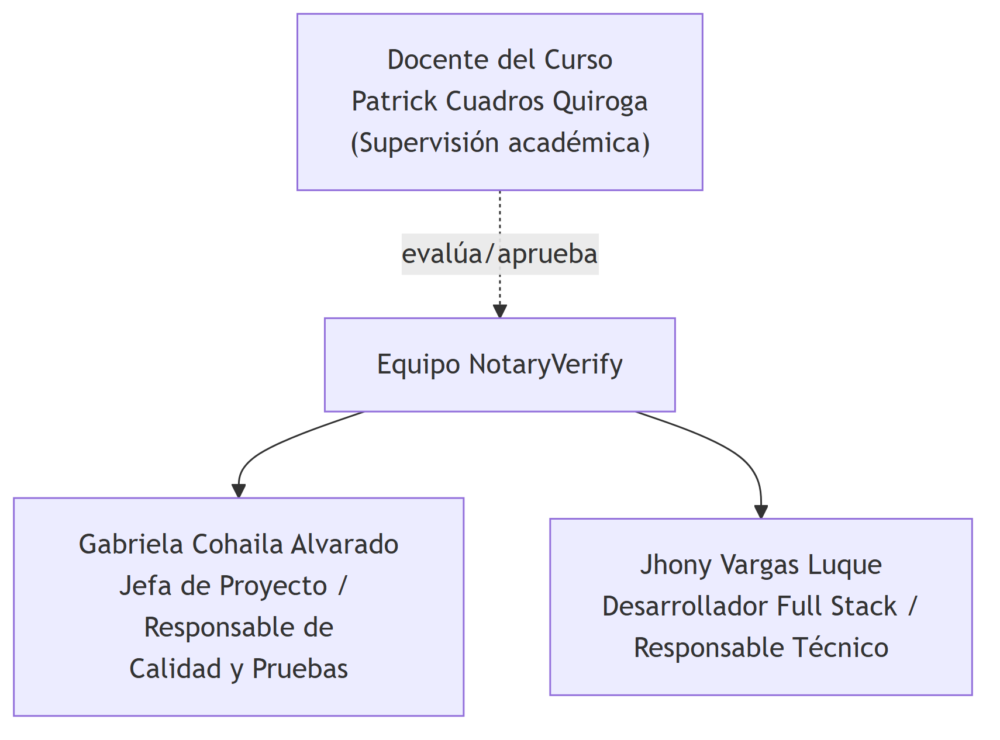 Docente del Curso
Patrick Cuadros Quiroga
(Supervisión académica)
evalúa/aprueba
Equipo NotaryVerify
Gabriela Cohaila Alvarado
Jefa de Proyecto /
Responsable de
Calidad y Pruebas
Jhony Vargas Luque
Desarrollador Full Stack /
Responsable Técnico